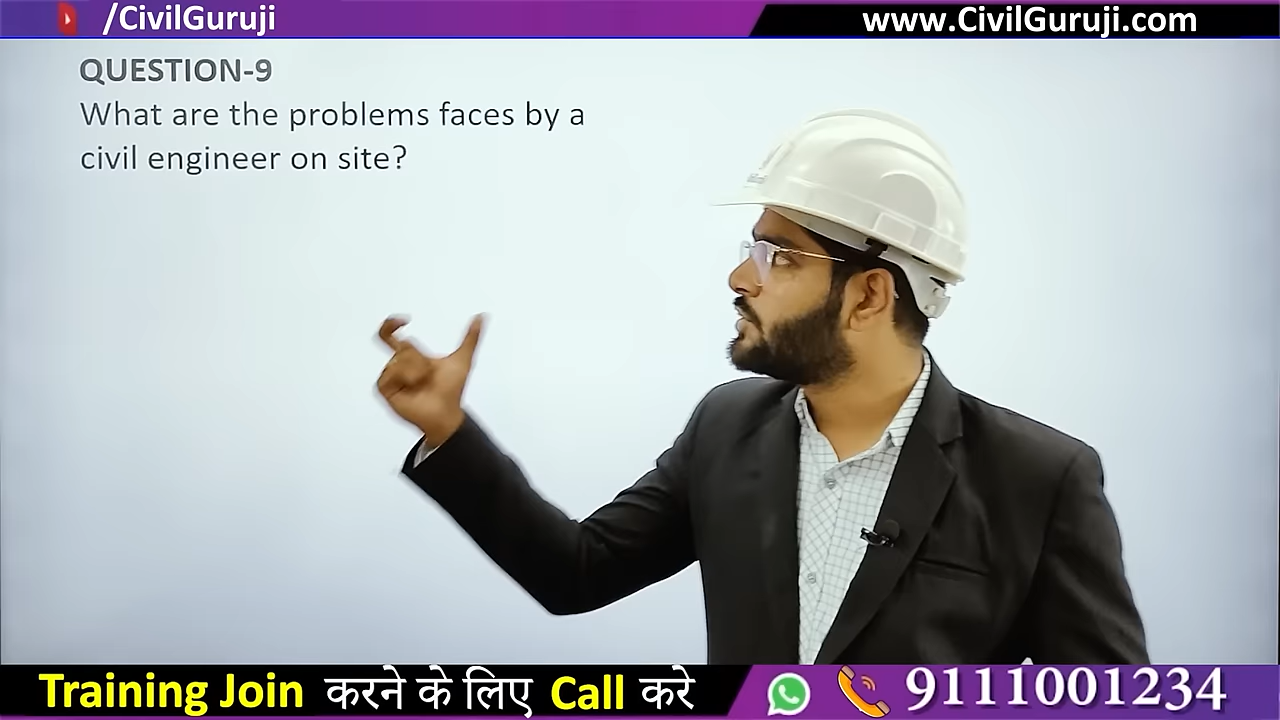 /CivilGuruji
www.CivilGuruji.com
QUESTION-9
What are the problems faces by a
civil engineer on site?
Training Join करने के लिए Call करे
9111001234